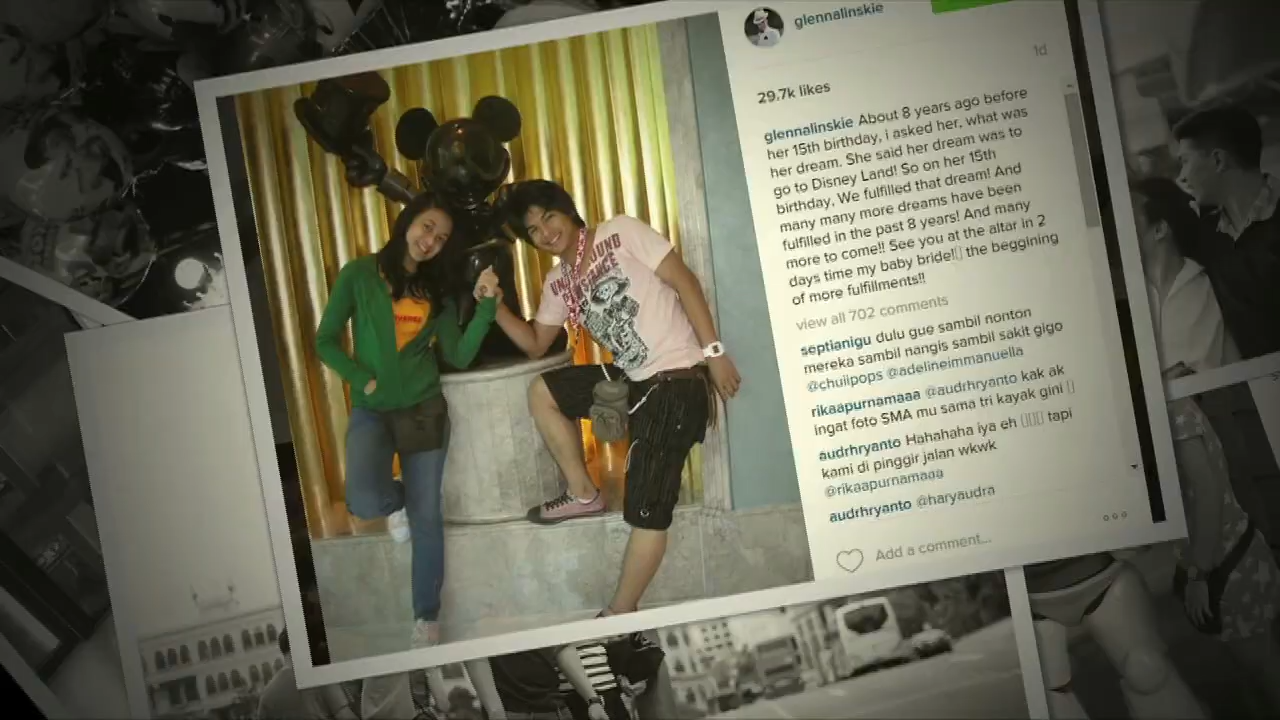 glennalinskie
1d
29.7k likes
glennalinskie About 8 years ago before
her 15th birthday, i asked her, what was
her dream. She said her dream was to
go to Disney Land! So on her 15th
birthday, We fulfilled that dream! And
many many more dreams have been
fulfilled in the past 8 years! And many
more to come!! See you at the altar in 2
days time my baby bride! the beggining
of more fulfillments!!
view all 702 comments
septianigu dulu gue sambil nonton
mereka sambil nangis sambil sakit gigo
@chuiipops @adelineimmanuella
rikaapurnamaaa @audrhryanto kak ak
ingat foto SMA mu sama tri kayak gini
audrhryanto Hahahaha iya eh tapi
kami di pinggir jalan wkwk
@rikaapurnamaaa
audrhryanto @haryaudra
Add a comment...
UNDERGROUND